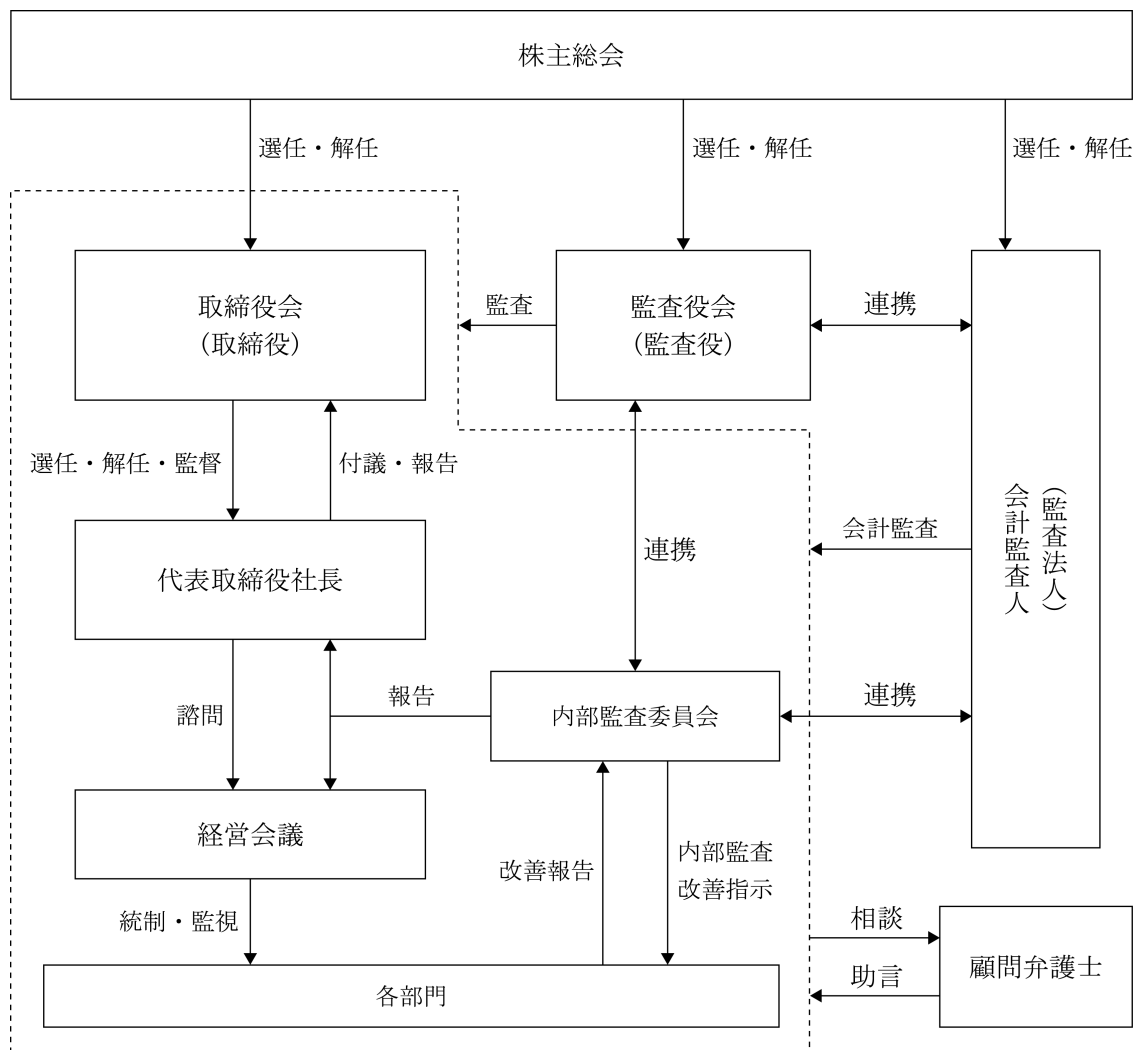 株主総会
選任・解任
選任・解任
選任・解任
取締役会
（取締役）
監査
監査役会
（監査役）
連携
選任・解任・監督
付議・報告
連携
会計監査
会計監査人
（監査法人）
代表取締役社長
諮問
報告
内部監査委員会
連携
経営会議
改善報告
内部監査
改善指示
統制・監視
相談
助言
顧問弁護士
各部門